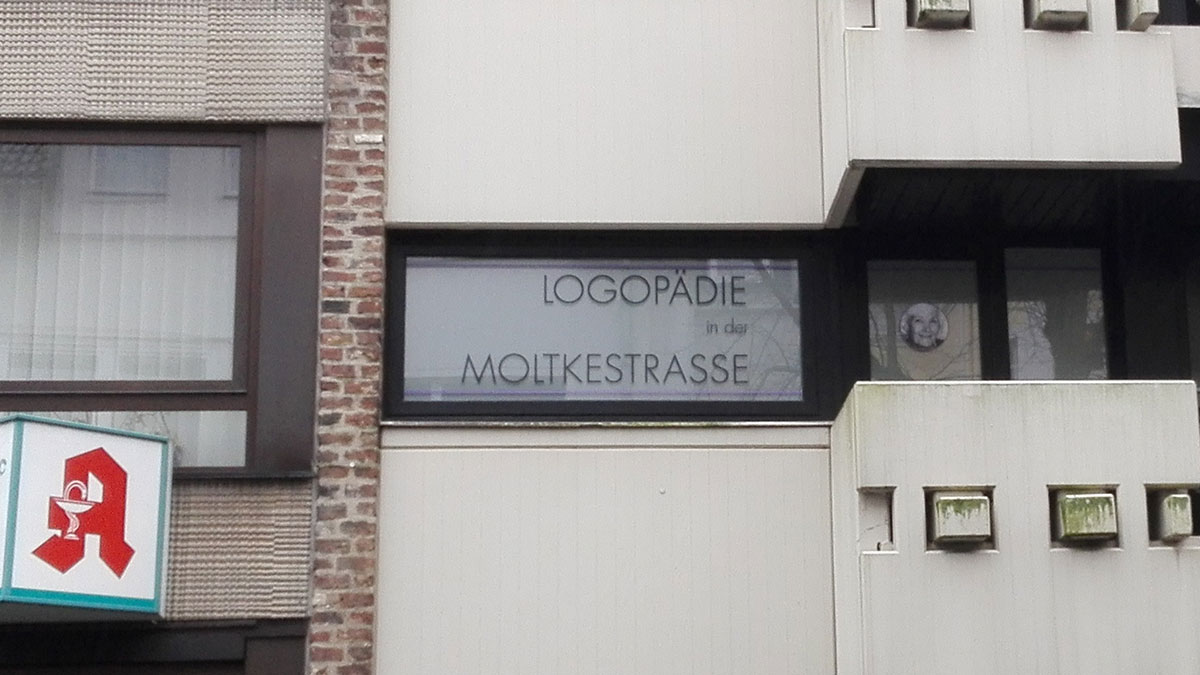 LOGOPÄDIE
in der
MOLTKESTRASSE
A